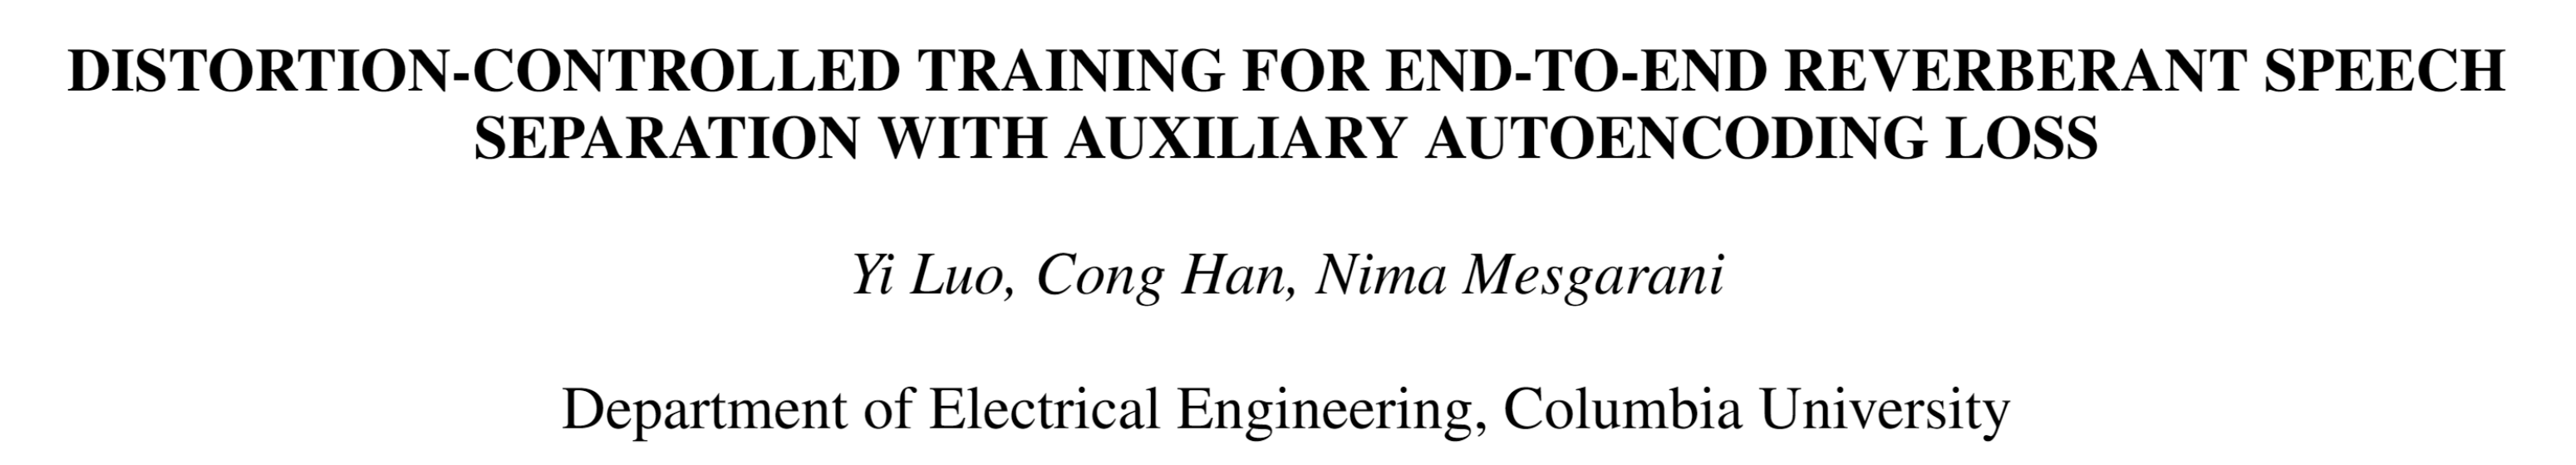 DISTORTION-CONTROLLED TRAINING FOR END-TO-END REVERBERANT SPEECH
SEPARATION WITH AUXILIARY AUTOENCODING LOSS
Yi Luo, Cong Han, Nima Mesgarani
Department of Electrical Engineering, Columbia University